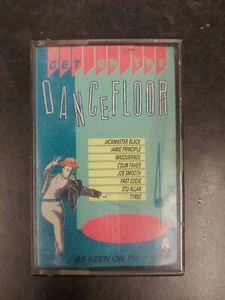 GET ON THE
DANCEFLOOR
JACKMASTER BLACK
JAMIE PRINCIPLE
MASQUERADE
COLIN FAVER
JOE SMOOTH
FAST EDDIE
STU ALLAN
TYREE
AS SEEN ON TV